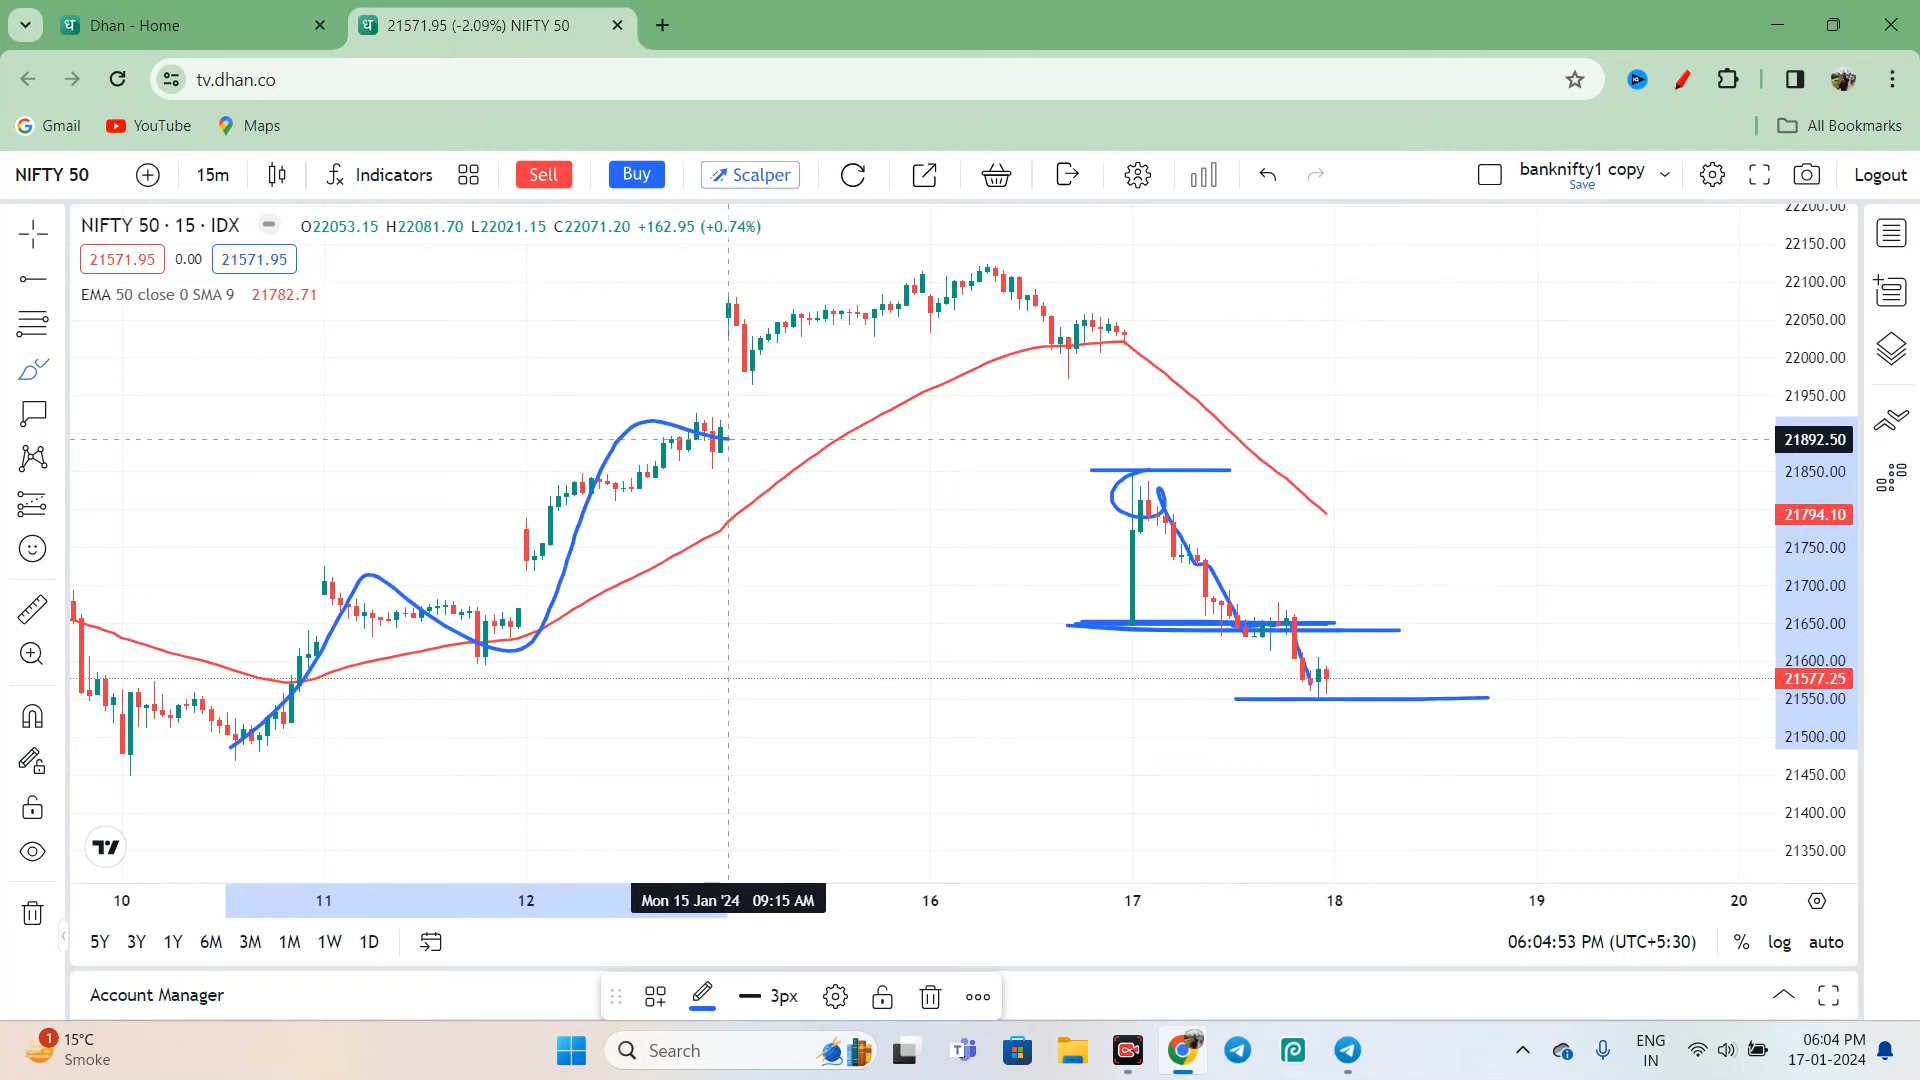 Dhan - Home
21571.95 (-2.09%) NIFTY 50
tv.dhan.co
Gmail
YouTube
Maps
All Bookmarks
NIFTY 50
15m
Indicators
Sell
Buy
Scalper
banknifty1 copy
Save
Logout
NIFTY 50 · 15 · IDX
O22053.15 H22081.70 L22021.15 C22071.20 +162.95 (+0.74%)
21571.95 0.00 21571.95
EMA 50 close 0 SMA 9 21782.71
22200.00
22150.00
22100.00
22050.00
22000.00
21950.00
21892.50
21850.00
21794.10
21750.00
21700.00
21650.00
21600.00
21577.25
21550.00
21500.00
21450.00
21400.00
21350.00
10 11 12 Mon 15 Jan '24 09:15 AM 16 17 18 19 20
5Y 3Y 1Y 6M 3M 1M 1W 1D
06:04:53 PM (UTC+5:30)
% log auto
Account Manager
3px
1
15°C
Smoke
Search
ENG
IN
06:04 PM
17-01-2024